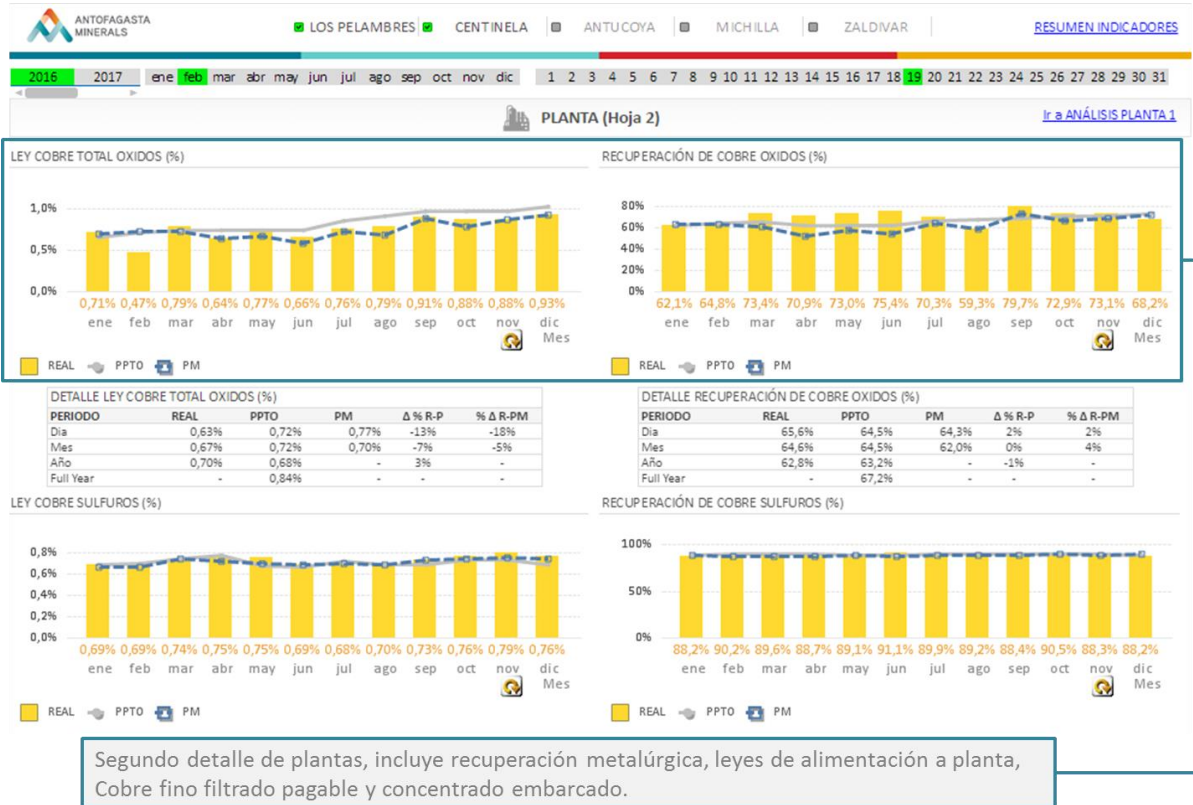 ANTOFAGASTA
MINERALS
LOS PELAMBRES CENTINELA ANTUCOYA MICHILLA ZALDIVAR
RESUMEN INDICADORES
2016 2017 ene feb mar abr may jun jul ago sep oct nov dic 1 2 3 4 5 6 7 8 9 10 11 12 13 14 15 16 17 18 19 20 21 22 23 24 25 26 27 28 29 30 31
PLANTA (Hoja 2)
Ir a ANÁLISIS PLANTA 1
LEY COBRE TOTAL OXIDOS (%)
1,0%
0,5%
0,0%
0,71% 0,47% 0,79% 0,64% 0,77% 0,66% 0,76% 0,79% 0,91% 0,88% 0,88% 0,93%
ene feb mar abr may jun jul ago sep oct nov dic
Mes
REAL PPTO PM
RECUPERACIÓN DE COBRE OXIDOS (%)
80%
60%
40%
20%
0%
62,1% 64,8% 73,4% 70,9% 73,0% 75,4% 70,3% 59,3% 79,7% 72,9% 73,1% 68,2%
ene feb mar abr may jun jul ago sep oct nov dic
Mes
REAL PPTO PM
DETALLE LEY COBRE TOTAL OXIDOS (%)
PERIODO REAL PPTO PM Δ % R-P % Δ R-PM
Dia 0,63% 0,72% 0,77% -13% -18%
Mes 0,67% 0,72% 0,70% -7% -5%
Año 0,70% 0,68% - 3% -
Full Year - 0,84% - - -
DETALLE RECUPERACIÓN DE COBRE OXIDOS (%)
PERIODO REAL PPTO PM Δ % R-P % Δ R-PM
Dia 65,6% 64,5% 64,3% 2% 2%
Mes 64,6% 64,5% 62,0% 0% 4%
Año 62,8% 63,2% - -1% -
Full Year - 67,2% - - -
LEY COBRE SULFUROS (%)
0,8%
0,6%
0,4%
0,2%
0,0%
0,69% 0,69% 0,74% 0,75% 0,75% 0,69% 0,68% 0,70% 0,73% 0,76% 0,79% 0,76%
ene feb mar abr may jun jul ago sep oct nov dic
Mes
REAL PPTO PM
RECUPERACIÓN DE COBRE SULFUROS (%)
100%
50%
0%
88,2% 90,2% 89,6% 88,7% 89,1% 91,1% 89,9% 89,2% 88,4% 90,5% 88,3% 88,2%
ene feb mar abr may jun jul ago sep oct nov dic
Mes
REAL PPTO PM
Segundo detalle de plantas, incluye recuperación metalúrgica, leyes de alimentación a planta,
Cobre fino filtrado pagable y concentrado embarcado.